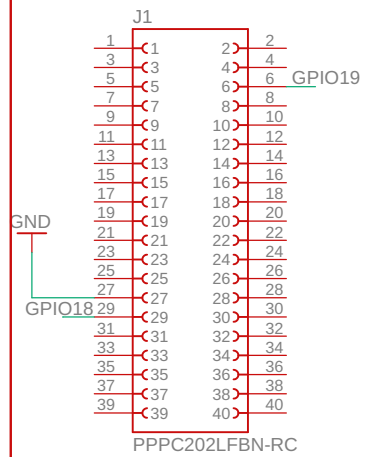 J1
1 1 2 2
3 3 4 4
5 5 6 6 GPIO19
7 7 8 8
9 9 10 10
11 11 12 12
13 13 14 14
15 15 16 16
17 17 18 18
19 19 20 20
GND
21 21 22 22
23 23 24 24
25 25 26 26
27 27 28 28
GPIO18 29 29 30 30
31 31 32 32
33 33 34 34
35 35 36 36
37 37 38 38
39 39 40 40
PPPC202LFBN-RC